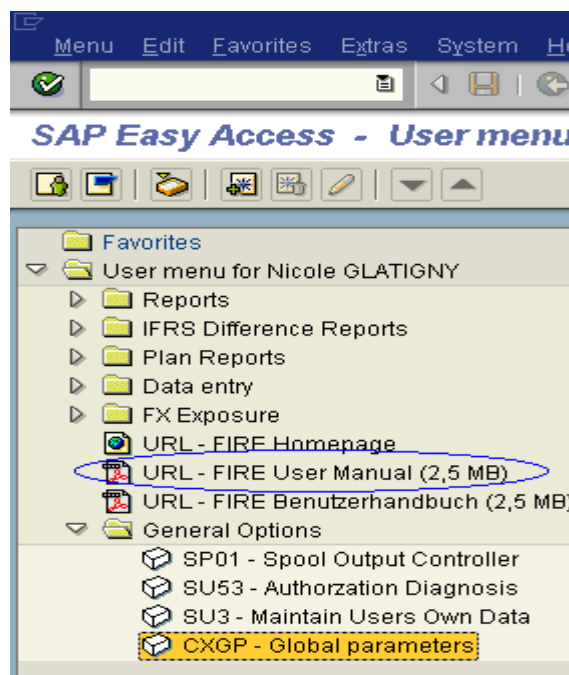 Menu Edit Favorites Extras System
SAP Easy Access - User menu
Favorites
User menu for Nicole GLATIGNY
Reports
IFRS Difference Reports
Plan Reports
Data entry
FX Exposure
URL - FIRE Homepage
URL - FIRE User Manual (2,5 MB)
URL - FIRE Benutzerhandbuch (2,5 MB)
General Options
SP01 - Spool Output Controller
SU53 - Authorzation Diagnosis
SU3 - Maintain Users Own Data
CXGP - Global parameters